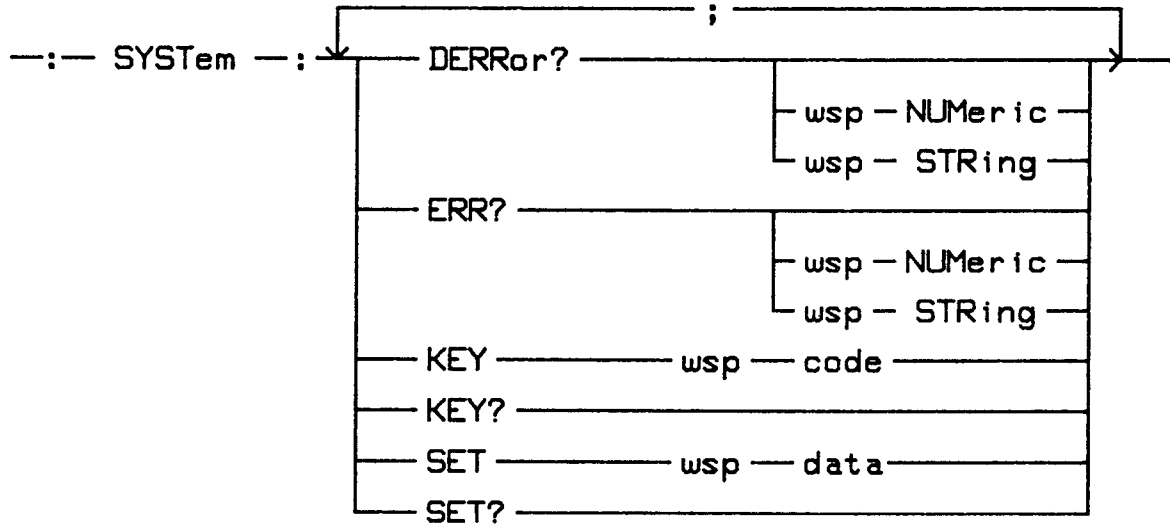 ;
: SYSTem : DERRor?
wsp NUMeric
wsp STRing
ERR?
wsp NUMeric
wsp STRing
KEY wsp code
KEY?
SET wsp data
SET?